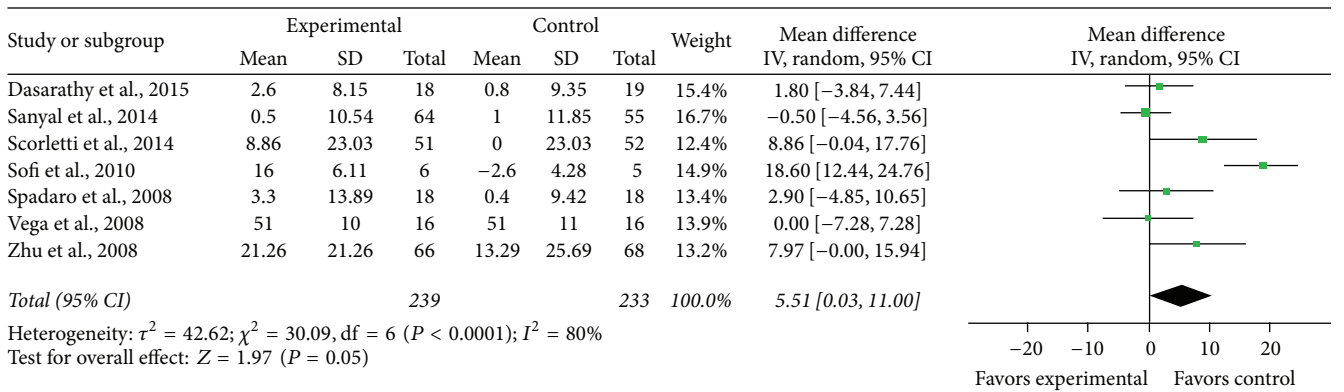 Study or subgroup Experimental Control Weight Mean difference Mean difference
Mean SD Total Mean SD Total IV, random, 95% CI IV, random, 95% CI
Dasarathy et al., 2015 2.6 8.15 18 0.8 9.35 19 15.4% 1.80 [−3.84, 7.44]
Sanyal et al., 2014 0.5 10.54 64 1 11.85 55 16.7% −0.50 [−4.56, 3.56]
Scorletti et al., 2014 8.86 23.03 51 0 23.03 52 12.4% 8.86 [−0.04, 17.76]
Sofi et al., 2010 16 6.11 6 −2.6 4.28 5 14.9% 18.60 [12.44, 24.76]
Spadaro et al., 2008 3.3 13.89 18 0.4 9.42 18 13.4% 2.90 [−4.85, 10.65]
Vega et al., 2008 51 10 16 51 11 16 13.9% 0.00 [−7.28, 7.28]
Zhu et al., 2008 21.26 21.26 66 13.29 25.69 68 13.2% 7.97 [−0.00, 15.94]
Total (95% CI) 239 233 100.0% 5.51 [0.03, 11.00]
Heterogeneity: τ² = 42.62; χ² = 30.09, df = 6 (P < 0.0001); I² = 80%
Test for overall effect: Z = 1.97 (P = 0.05)
−20 −10 0 10 20
Favors experimental Favors control